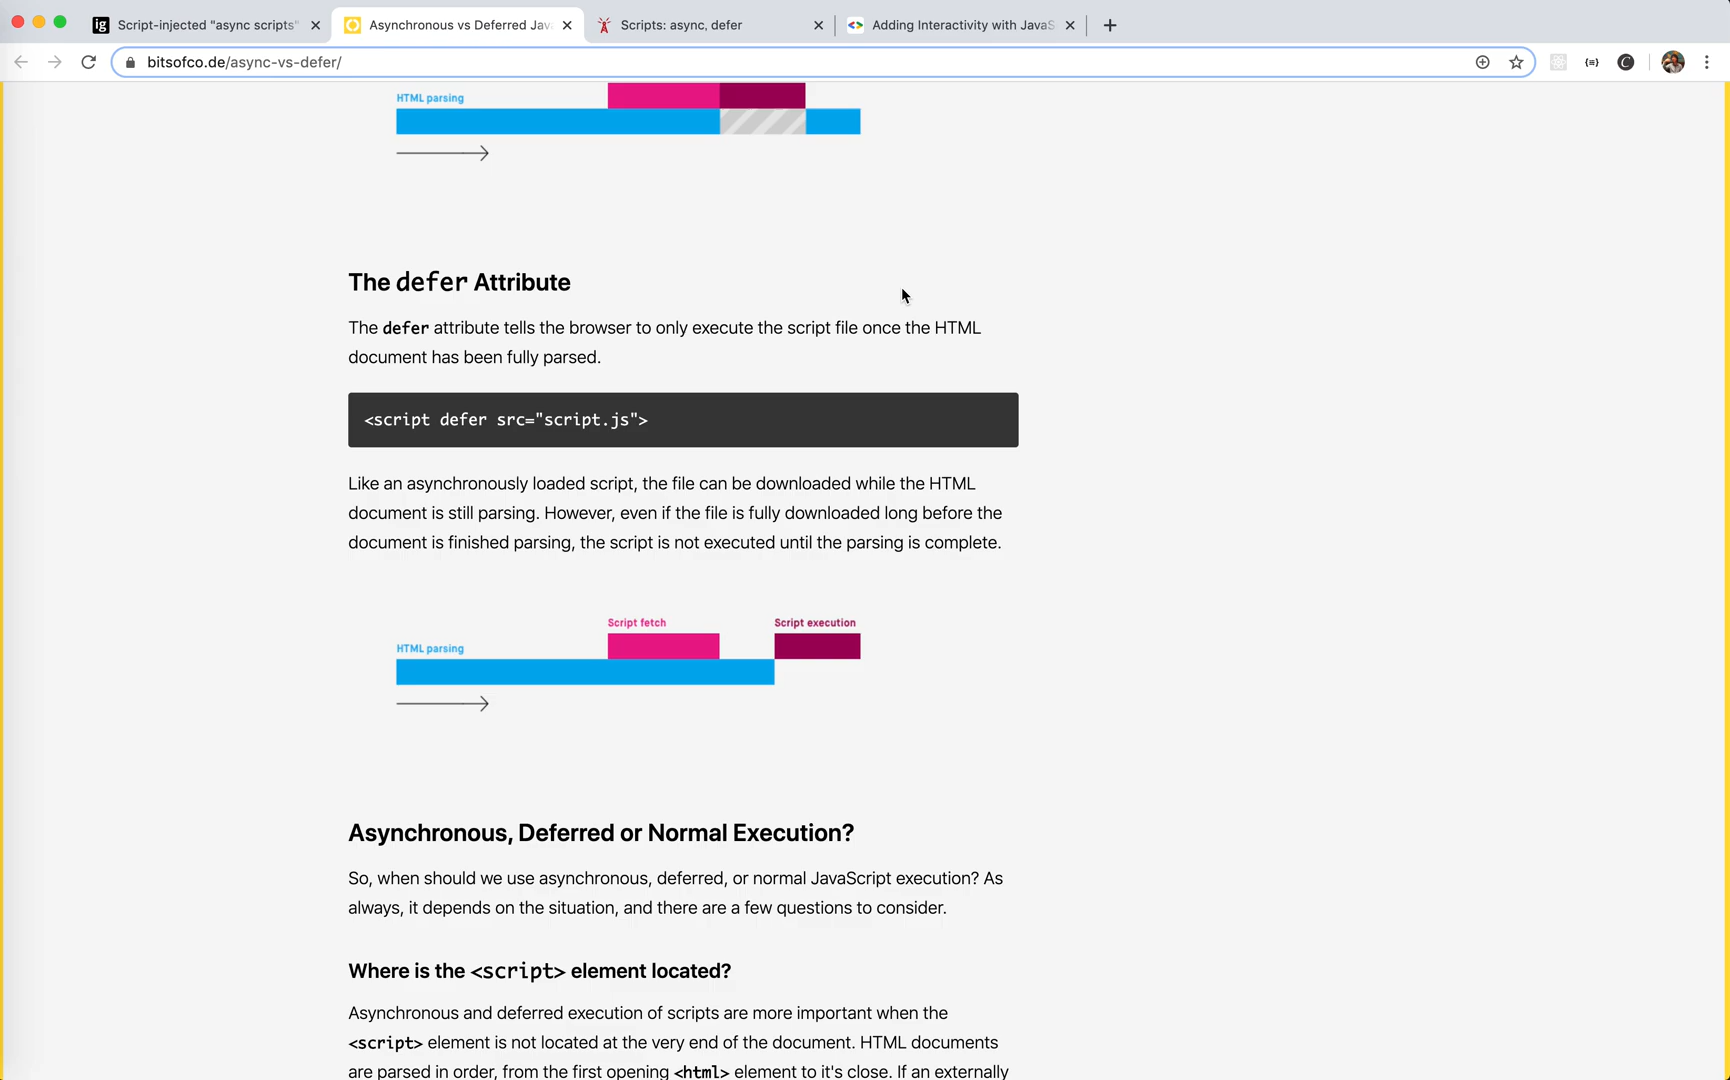 Script-injected "async scripts"
Asynchronous vs Deferred Jav
Scripts: async, defer
Adding Interactivity with JavaS
bitsofco.de/async-vs-defer/
HTML parsing
The defer Attribute
The defer attribute tells the browser to only execute the script file once the HTML
document has been fully parsed.
<script defer src="script.js">
Like an asynchronously loaded script, the file can be downloaded while the HTML
document is still parsing. However, even if the file is fully downloaded long before the
document is finished parsing, the script is not executed until the parsing is complete.
Script fetch
Script execution
HTML parsing
Asynchronous, Deferred or Normal Execution?
So, when should we use asynchronous, deferred, or normal JavaScript execution? As
always, it depends on the situation, and there are a few questions to consider.
Where is the <script> element located?
Asynchronous and deferred execution of scripts are more important when the
<script> element is not located at the very end of the document. HTML documents
are parsed in order, from the first opening <html> element to it's close. If an externally